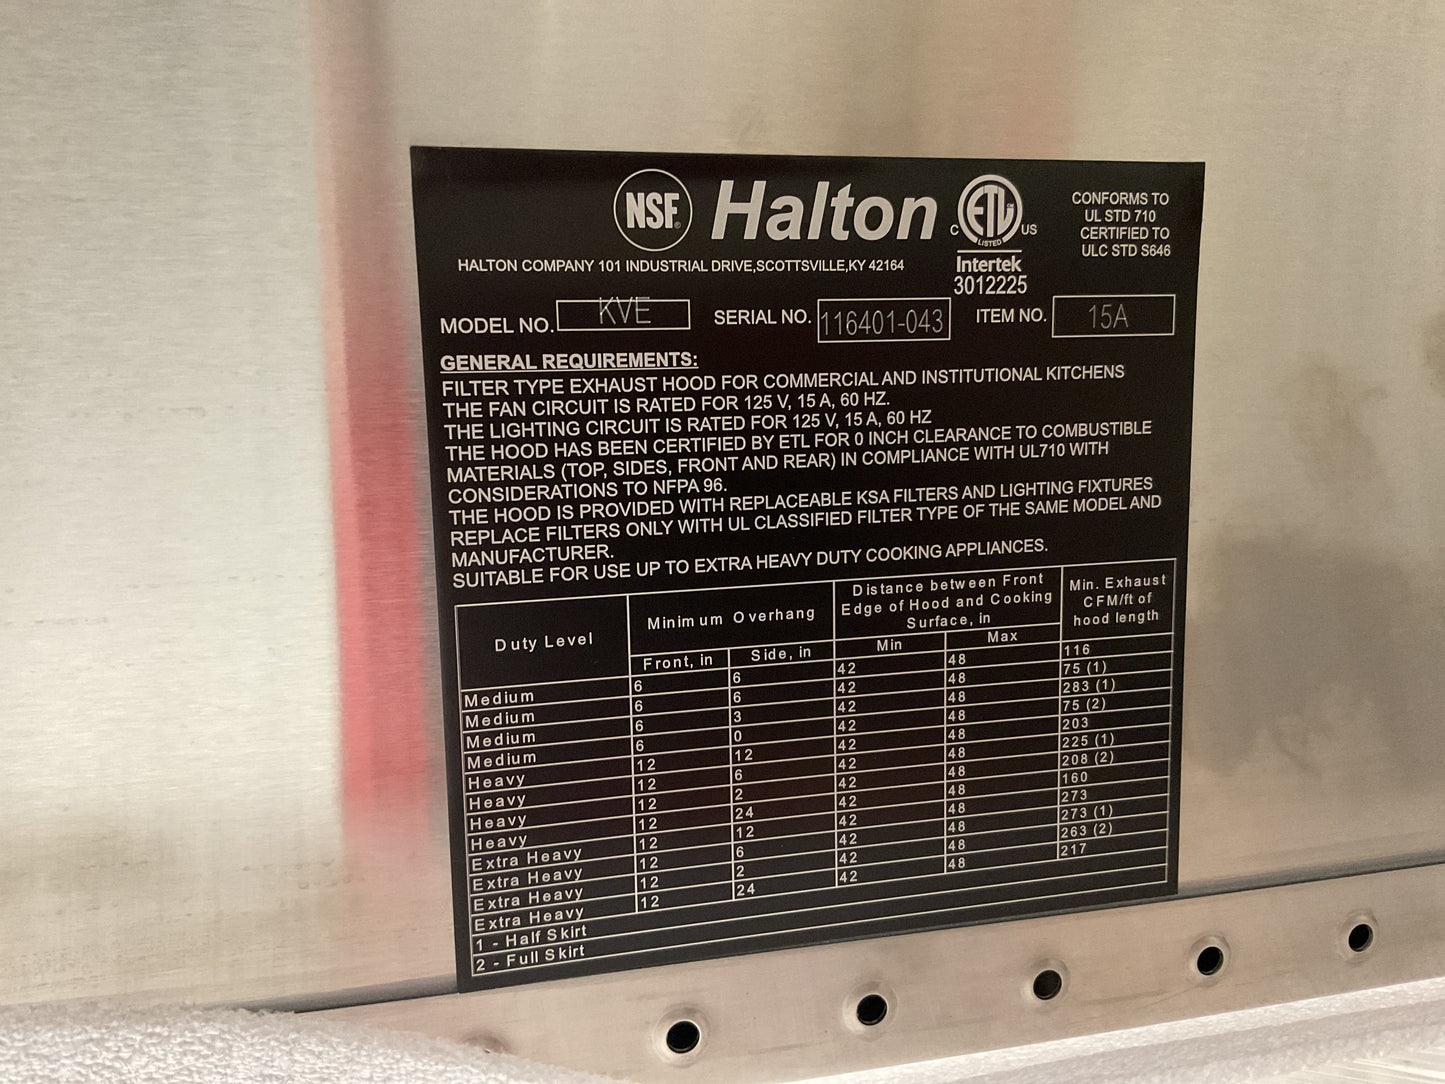 NSF®
Halton
ETL
CM
LISTED
C US
Intertek
3012225
CONFORMS TO
UL STD 710
CERTIFIED TO
ULC STD S646
HALTON COMPANY 101 INDUSTRIAL DRIVE,SCOTTSVILLE,KY 42164
MODEL NO. KVE SERIAL NO. 116401-043 ITEM NO. 15A
GENERAL REQUIREMENTS:
FILTER TYPE EXHAUST HOOD FOR COMMERCIAL AND INSTITUTIONAL KITCHENS
THE FAN CIRCUIT IS RATED FOR 125 V, 15 A, 60 HZ.
THE LIGHTING CIRCUIT IS RATED FOR 125 V, 15 A, 60 HZ
THE HOOD HAS BEEN CERTIFIED BY ETL FOR 0 INCH CLEARANCE TO COMBUSTIBLE
MATERIALS (TOP, SIDES, FRONT AND REAR) IN COMPLIANCE WITH UL710 WITH
CONSIDERATIONS TO NFPA 96.
THE HOOD IS PROVIDED WITH REPLACEABLE KSA FILTERS AND LIGHTING FIXTURES
REPLACE FILTERS ONLY WITH UL CLASSIFIED FILTER TYPE OF THE SAME MODEL AND
MANUFACTURER.
SUITABLE FOR USE UP TO EXTRA HEAVY DUTY COOKING APPLIANCES.
Duty Level
Minimum Overhang
Front, in Side, in
Distance between Front
Edge of Hood and Cooking
Surface, in
Min Max
Min. Exhaust
CFM/ft of
hood length
Medium 6 6 42 48 116
Medium 6 6 42 48 75 (1)
Medium 6 3 42 48 283 (1)
Medium 6 0 42 48 75 (2)
Heavy 12 12 42 48 203
Heavy 12 6 42 48 225 (1)
Heavy 12 2 42 48 208 (2)
Heavy 12 24 42 48 160
Extra Heavy 12 12 42 48 273
Extra Heavy 12 6 42 48 273 (1)
Extra Heavy 12 2 42 48 263 (2)
Extra Heavy 12 24 42 48 217
1 - Half Skirt
2 - Full Skirt